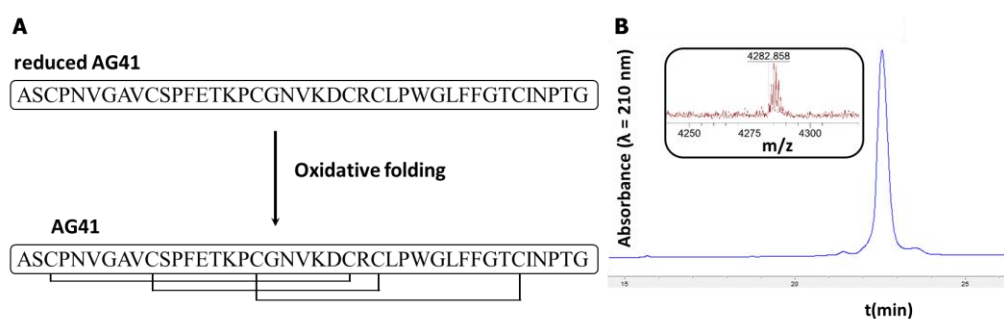 A
reduced AG41
ASCPNVGAVCSPFETKPCGNVKDCRCLPWGLFFGTCINPTG
Oxidative folding
AG41
ASCPNVGAVCSPFETKPCGNVKDCRCLPWGLFFGTCINPTG
B
Absorbance (λ = 210 nm)
4282.858
4250 4275 4300
m/z
15 20 25
t(min)